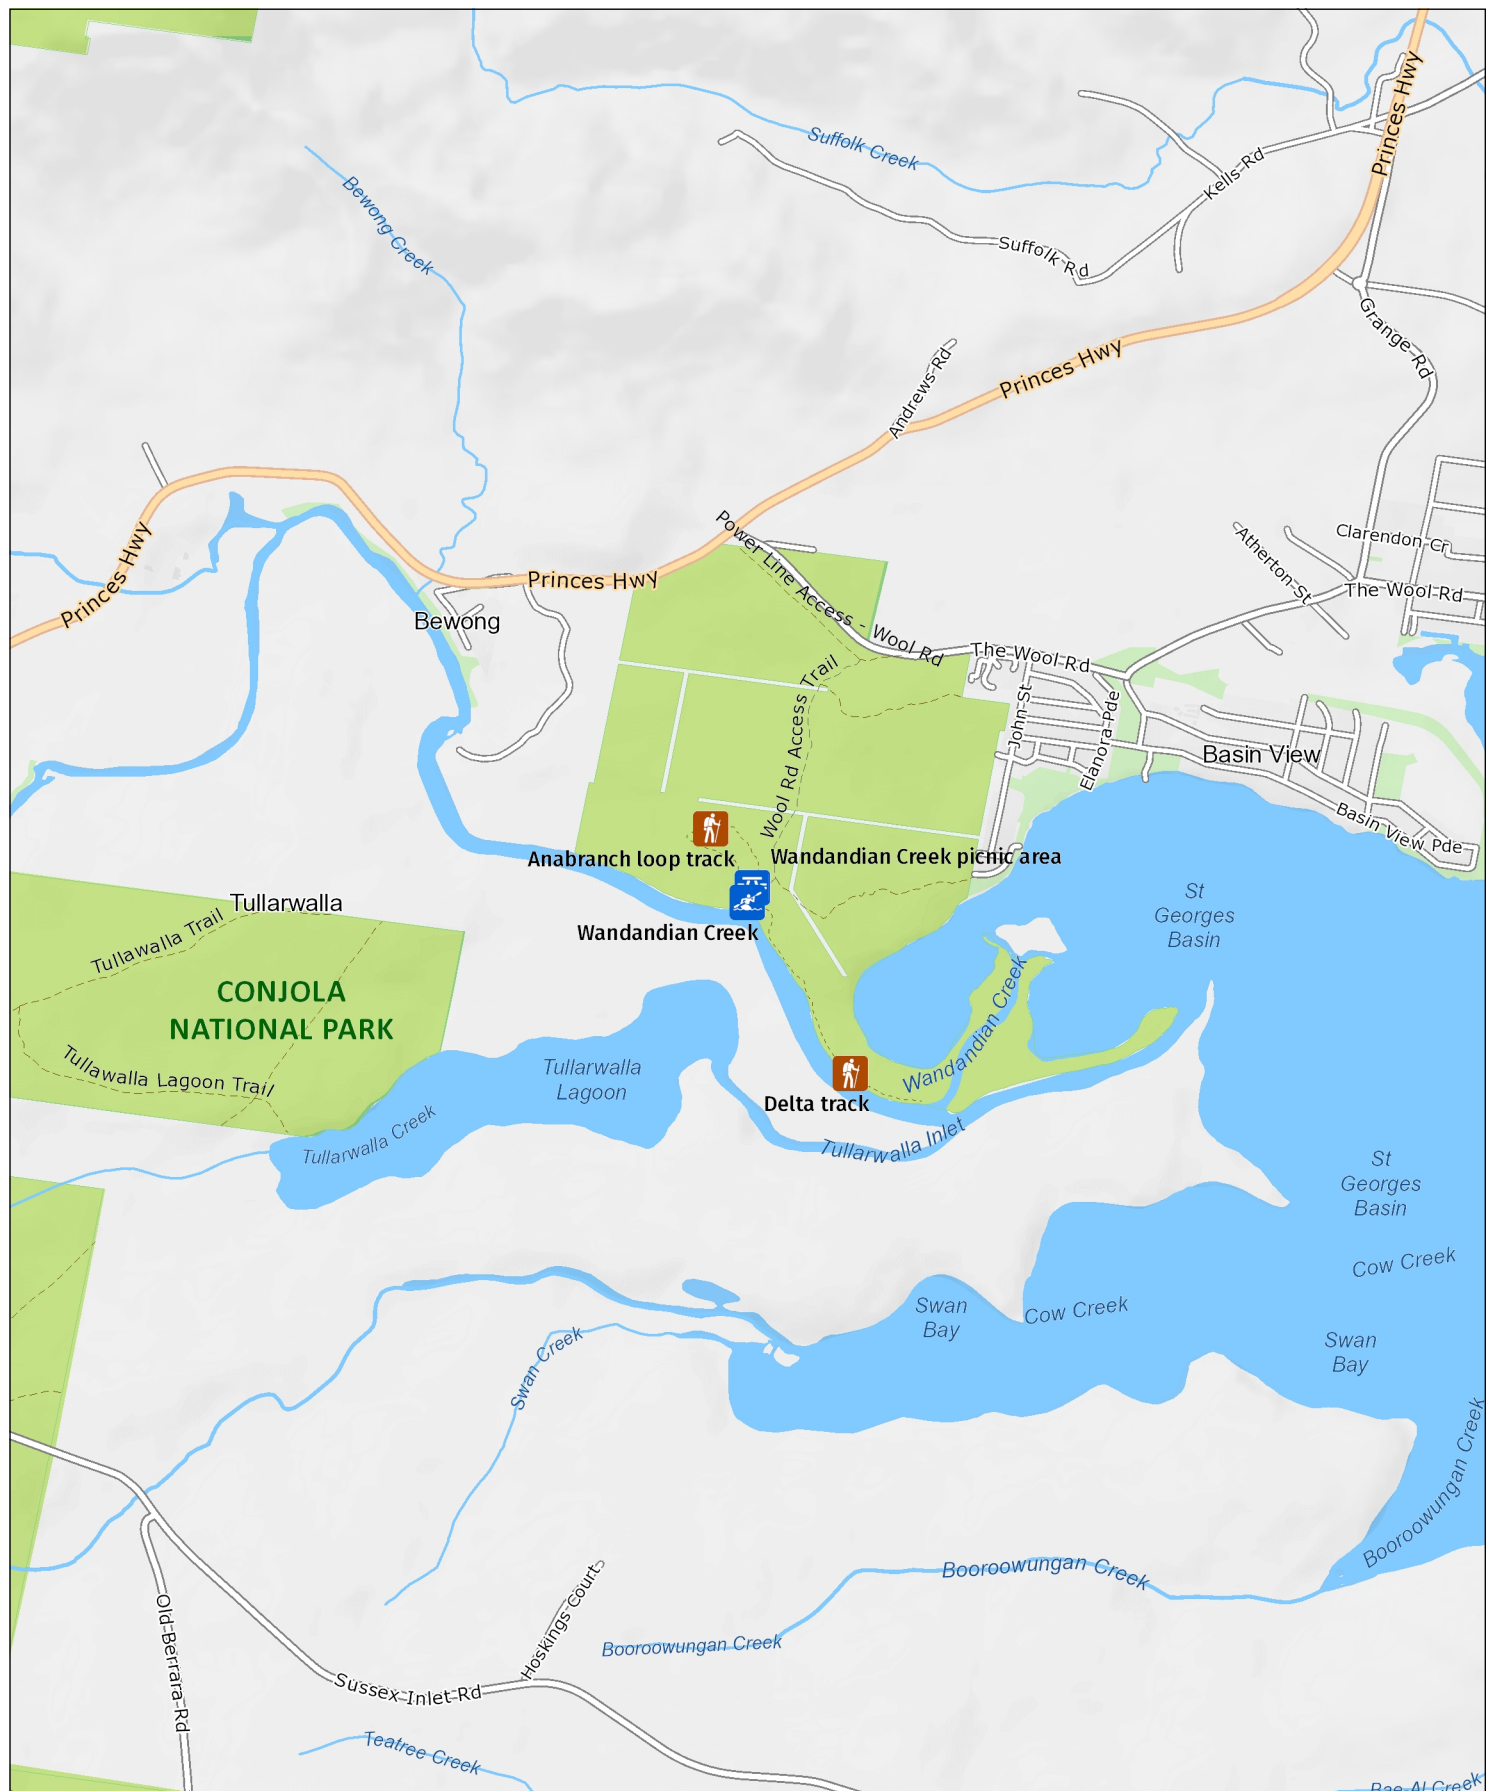 Princes Hwy
Suffolk Creek
Kells Rd
Bewong Creek
Suffolk Rd
Grange Rd
Princes Hwy
Andrews Rd
Princes Hwy
Power Line Access - Wool Rd
Clarendon Cr
Atherton St
Princes Hwy
The Wool Rd
Bewong
The Wool Rd
Wool Rd Access Trail
John St
Elanora Pde
Basin View
Basin View Pde
Anabranch loop track
Wandandian Creek picnic area
Tullarwalla
Tullawalla Trail
Wandandian Creek
St
Georges
Basin
CONJOLA
NATIONAL PARK
Wandandian Creek
Tullawalla Lagoon Trail
Tullarwalla
Lagoon
Delta track
Tullarwalla Creek
Tullarwalla Inlet
St
Georges
Basin
Cow Creek
Swan
Bay
Cow Creek
Swan
Bay
Swan Creek
Booroowungan Creek
Booroowungan Creek
Booroowungan Creek
Old Berrara Rd
Hoskings Court
Sussex Inlet Rd
Teatree Creek